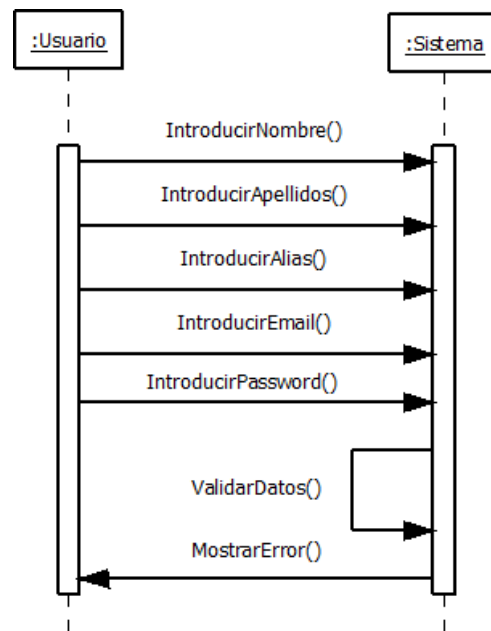 :Usuario
:Sistema
IntroducirNombre()
IntroducirApellidos()
IntroducirAlias()
IntroducirEmail()
IntroducirPassword()
ValidarDatos()
MostrarError()